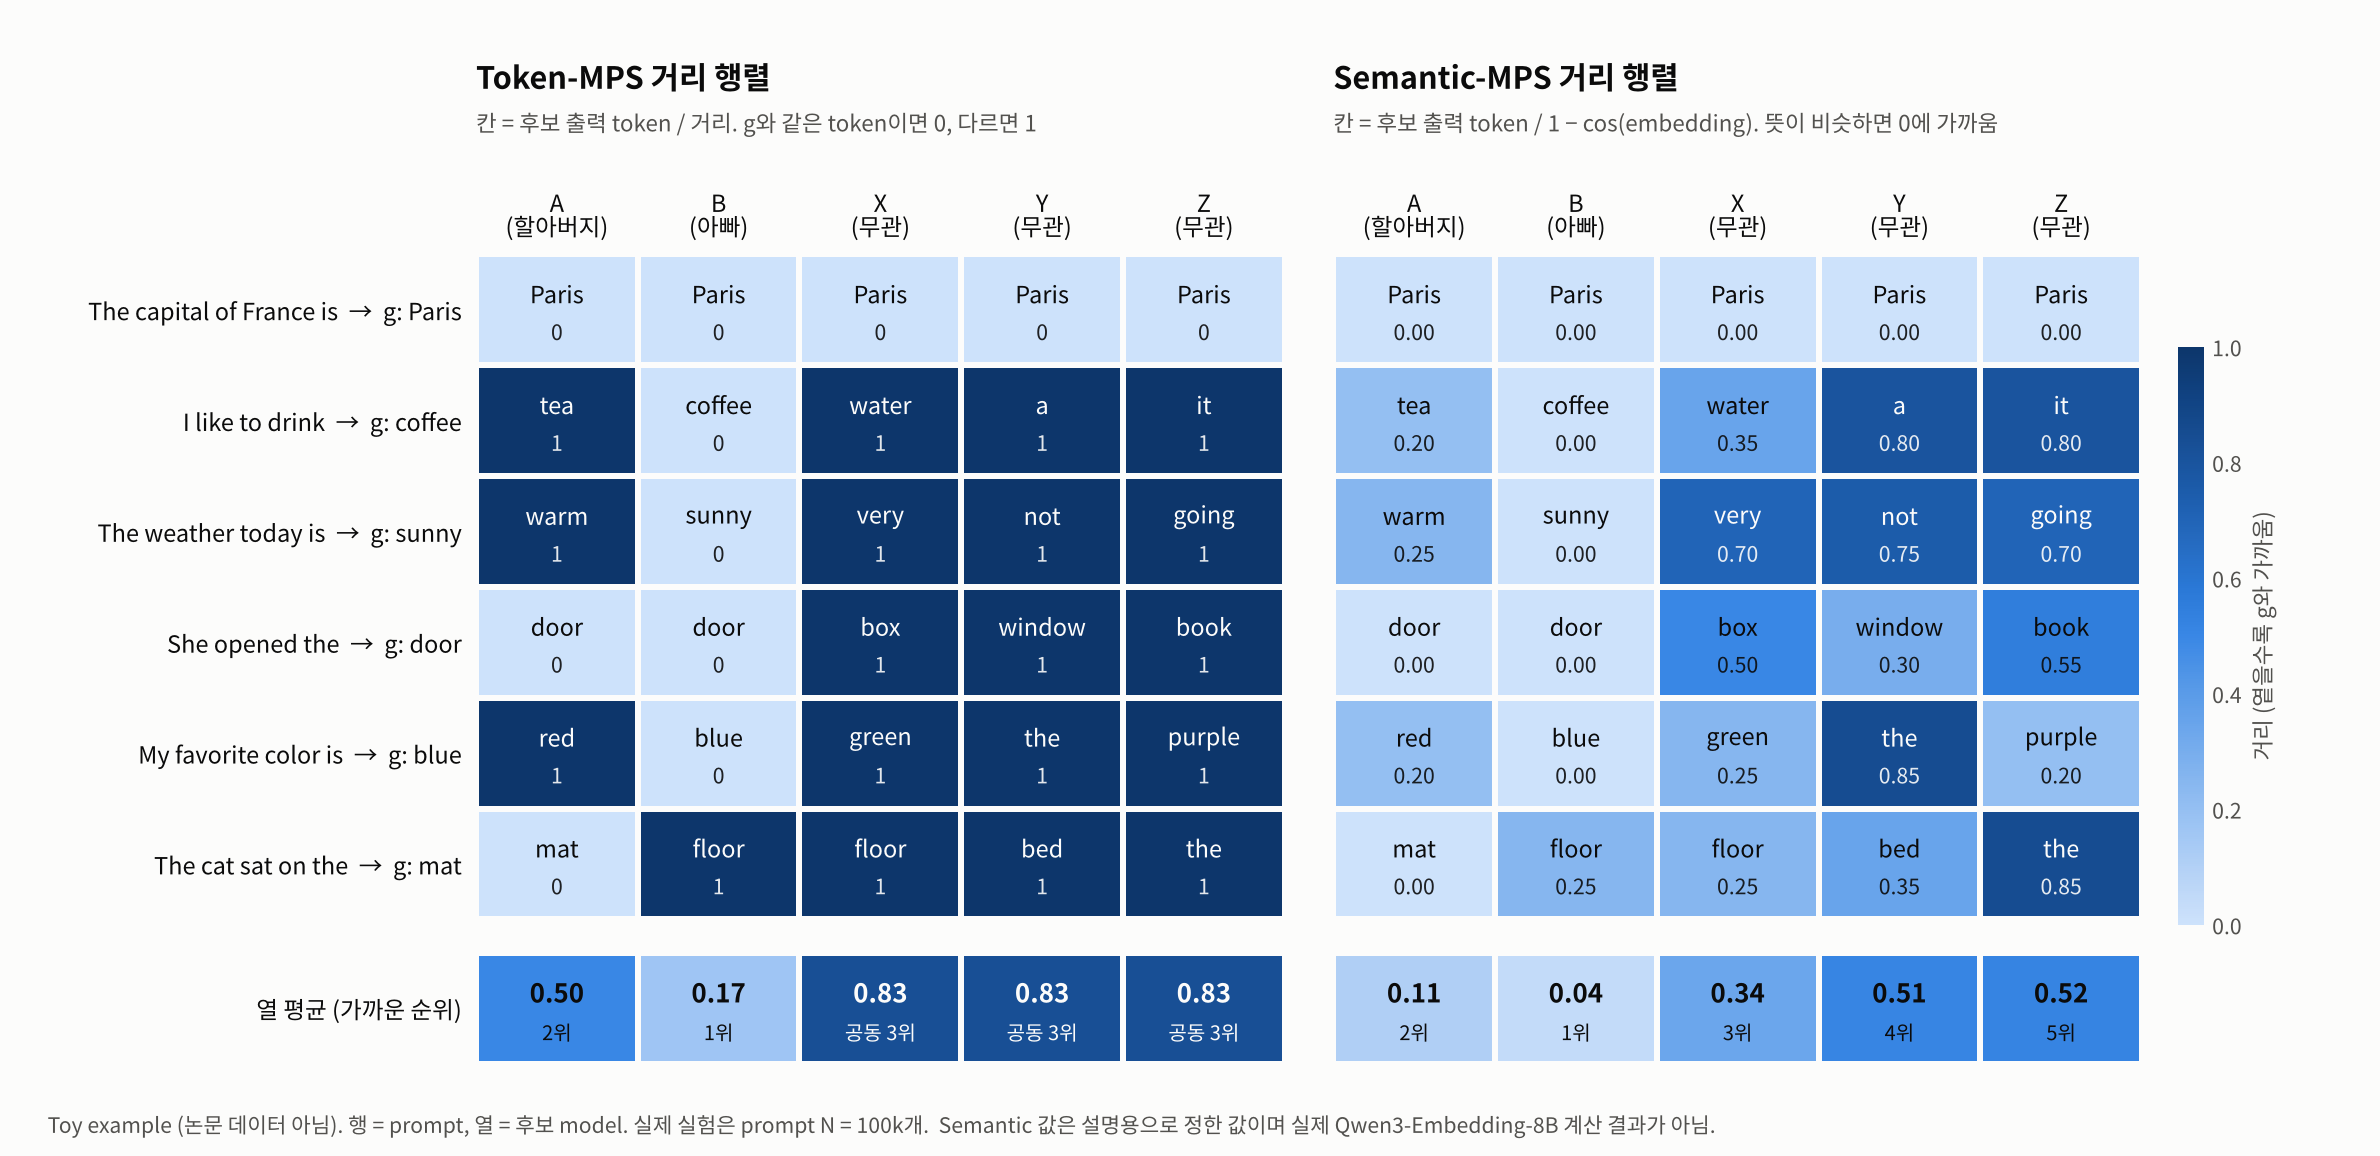 Token-MPS 거리 행렬
칸 = 후보 출력 token / 거리. g와 같은 token이면 0, 다르면 1
A B X Y Z
(할아버지) (아빠) (무관) (무관) (무관)
Semantic-MPS 거리 행렬
칸 = 후보 출력 token / 1 − cos(embedding). 뜻이 비슷하면 0에 가까움
A B X Y Z
(할아버지) (아빠) (무관) (무관) (무관)
The capital of France is → g: Paris
Paris Paris Paris Paris Paris Paris Paris Paris Paris Paris
0 0 0 0 0 0.00 0.00 0.00 0.00 0.00
I like to drink → g: coffee
tea coffee water a it tea coffee water a it
1 0 1 1 1 0.20 0.00 0.35 0.80 0.80
The weather today is → g: sunny
warm sunny very not going warm sunny very not going
1 0 1 1 1 0.25 0.00 0.70 0.75 0.70
She opened the → g: door
door door box window book door door box window book
0 0 1 1 1 0.00 0.00 0.50 0.30 0.55
My favorite color is → g: blue
red blue green the purple red blue green the purple
1 0 1 1 1 0.20 0.00 0.25 0.85 0.20
The cat sat on the → g: mat
mat floor floor bed the mat floor floor bed the
0 1 1 1 1 0.00 0.25 0.25 0.35 0.85
열 평균 (가까운 순위)
0.50 0.17 0.83 0.83 0.83 0.11 0.04 0.34 0.51 0.52
2위 1위 공동 3위 공동 3위 공동 3위 2위 1위 3위 4위 5위
1.0
0.8
0.6
0.4
0.2
0.0
거리 (옅을수록 g와 가까움)
Toy example (논문 데이터 아님). 행 = prompt, 열 = 후보 model. 실제 실험은 prompt N = 100k개. Semantic 값은 설명용으로 정한 값이며 실제 Qwen3-Embedding-8B 계산 결과가 아님.